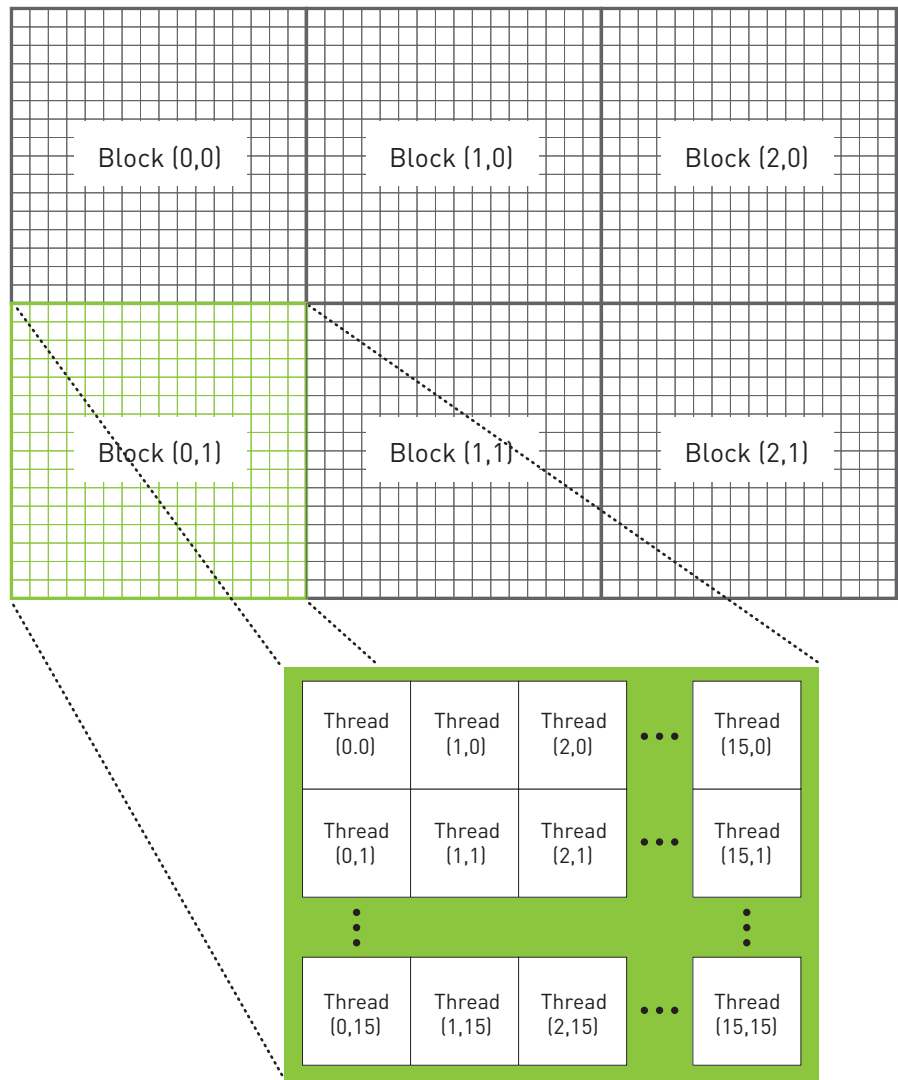 Block (0,0)
Block (1,0)
Block (2,0)
Block (0,1)
Block (1,1)
Block (2,1)
Thread
(0.0)
Thread
(1,0)
Thread
(2,0)
•••
Thread
(15,0)
Thread
(0,1)
Thread
(1,1)
Thread
(2,1)
•••
Thread
(15,1)
Thread
(0,15)
Thread
(1,15)
Thread
(2,15)
•••
Thread
(15,15)